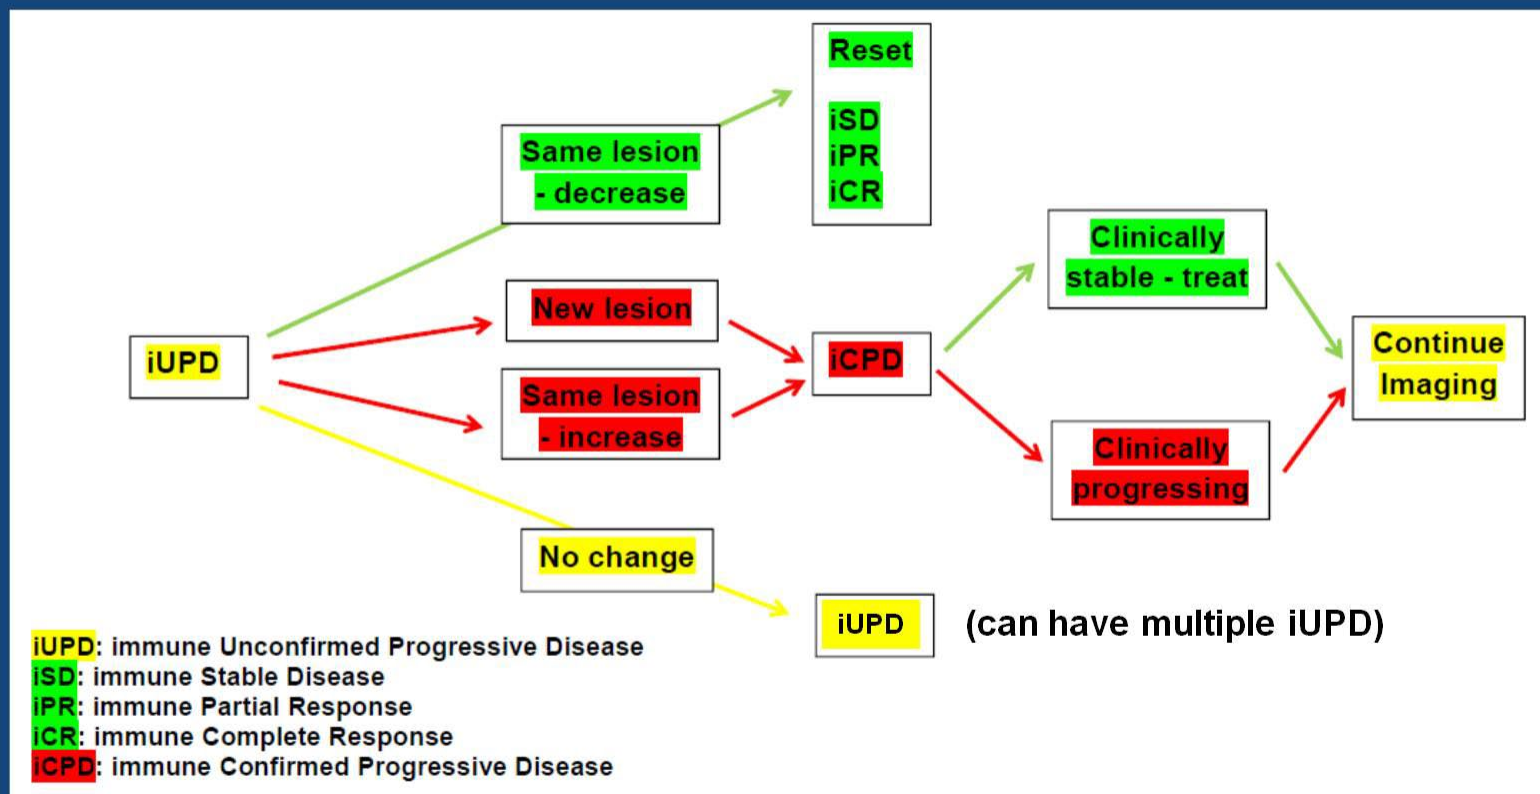 Reset
iSD
iPR
iCR
Same lesion
- decrease
New lesion
iUPD
Same lesion
- increase
iCPD
Clinically
stable - treat
Clinically
progressing
Continue
Imaging
No change
iUPD
(can have multiple iUPD)
iUPD: immune Unconfirmed Progressive Disease
iSD: immune Stable Disease
iPR: immune Partial Response
iCR: immune Complete Response
iCPD: immune Confirmed Progressive Disease